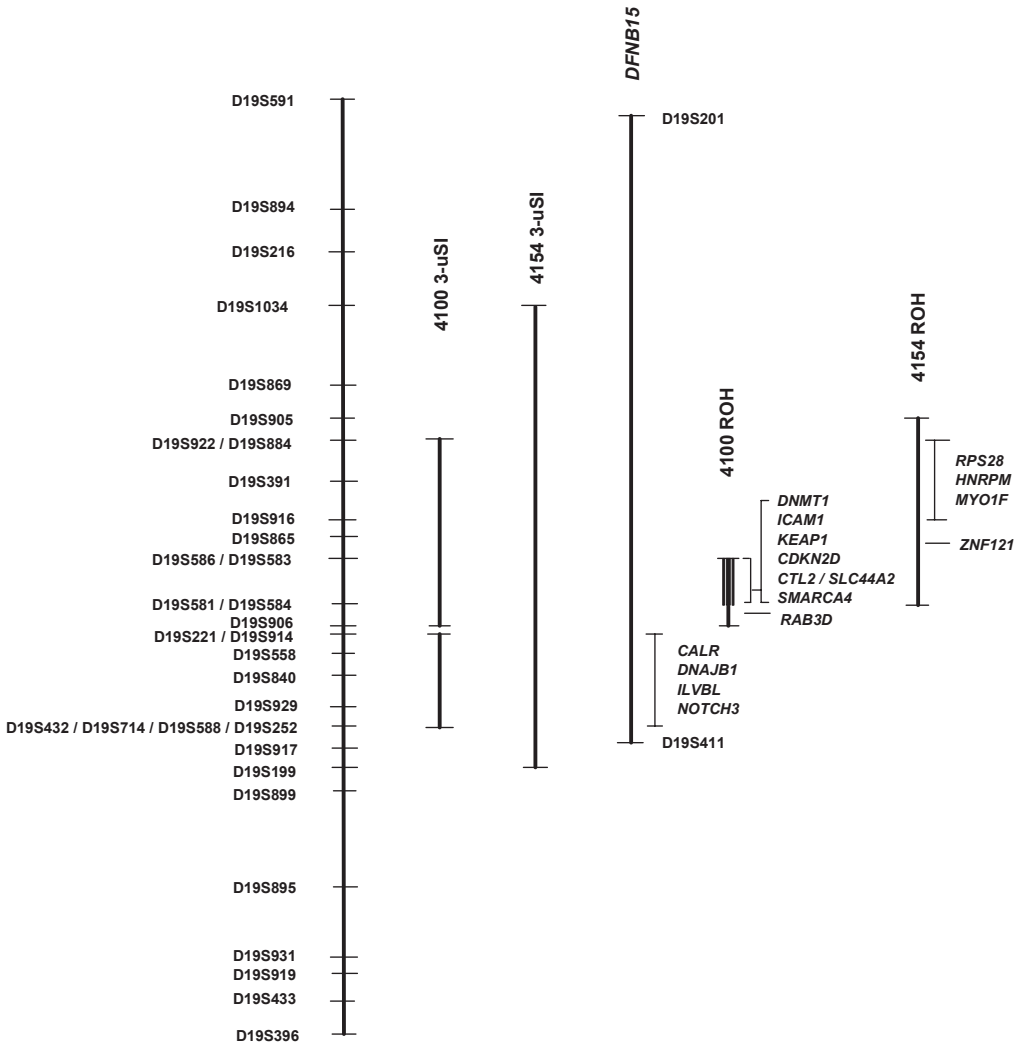 DFNB15
D19S591
D19S201
D19S894
D19S216
4100 3-uSI
4154 3-uSI
D19S1034
4154 ROH
D19S869
D19S905
D19S922 / D19S884
4100 ROH
RPS28
D19S391
HNRPM
MYO1F
DNMT1
D19S916
ICAM1
D19S865
KEAP1
ZNF121
D19S586 / D19S583
CDKN2D
CTL2 / SLC44A2
D19S581 / D19S584
SMARCA4
D19S906
RAB3D
D19S221 / D19S914
D19S558
CALR
D19S840
DNAJB1
ILVBL
D19S929
NOTCH3
D19S432 / D19S714 / D19S588 / D19S252
D19S917
D19S411
D19S199
D19S899
D19S895
D19S931
D19S919
D19S433
D19S396